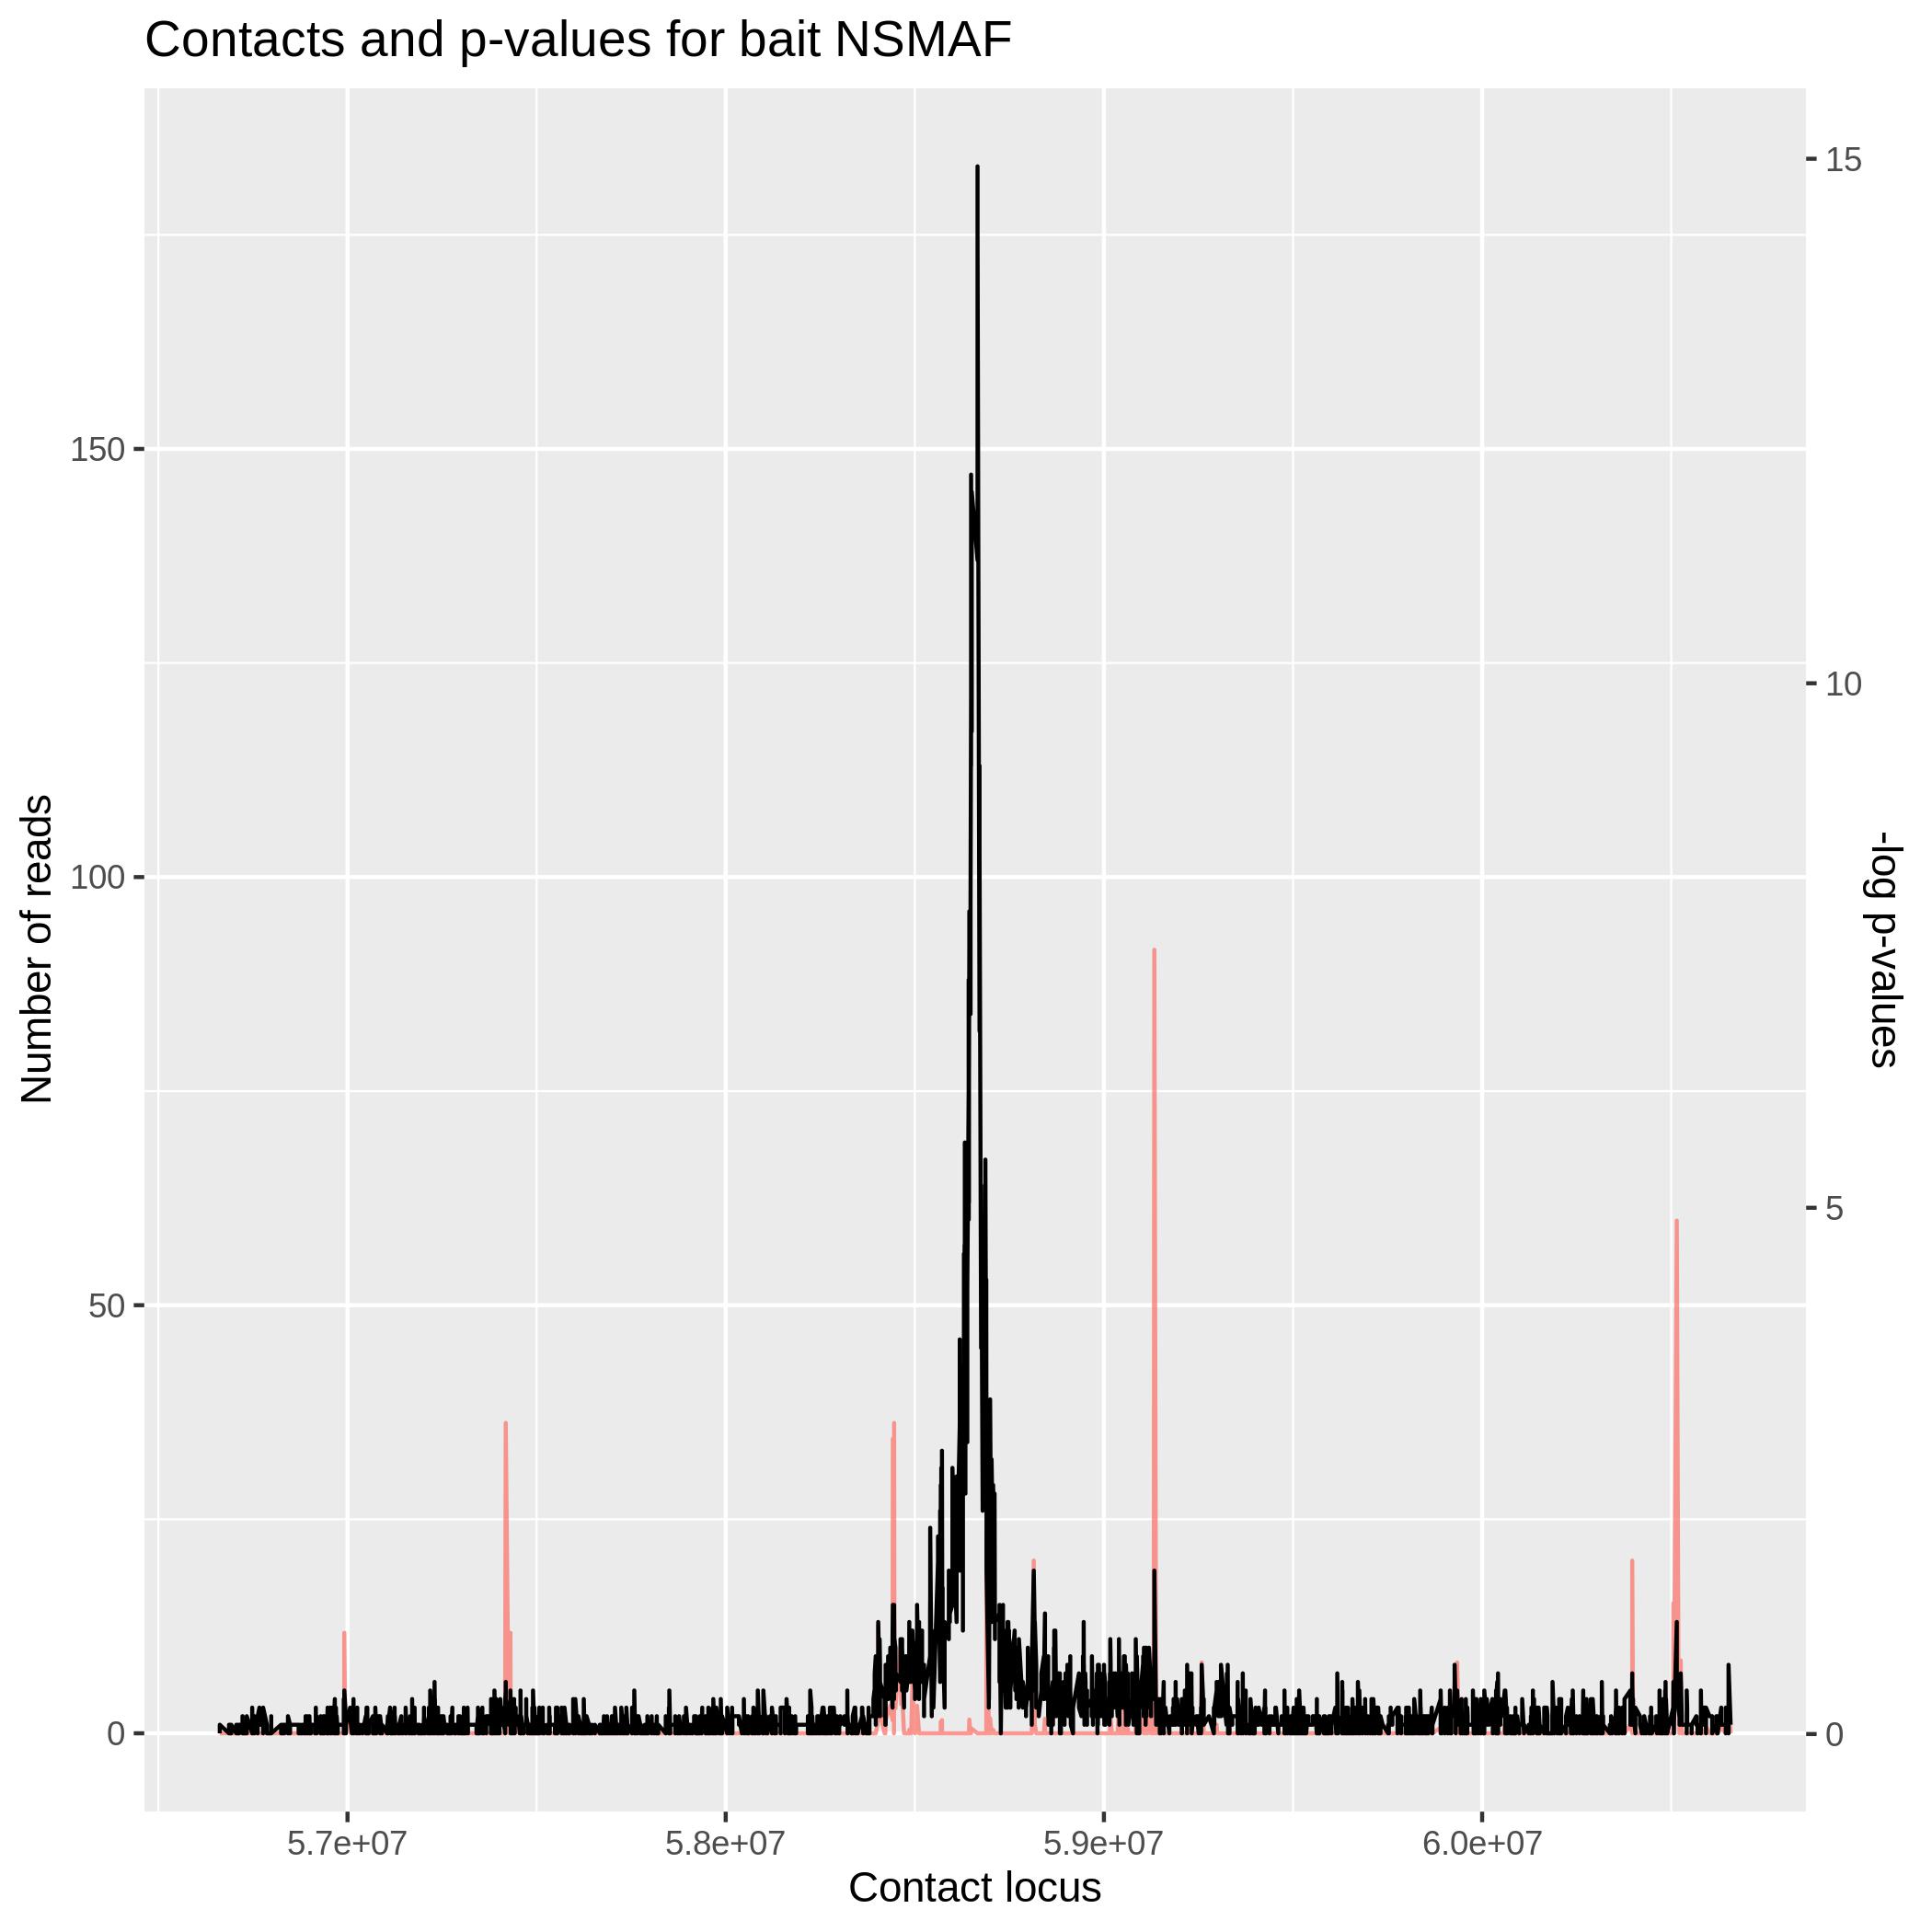 Contacts and p-values for bait NSMAF
Number of reads
150
100
50
0
15
10
5
0
-log p-values
5.7e+07 5.8e+07 5.9e+07 6.0e+07
Contact locus